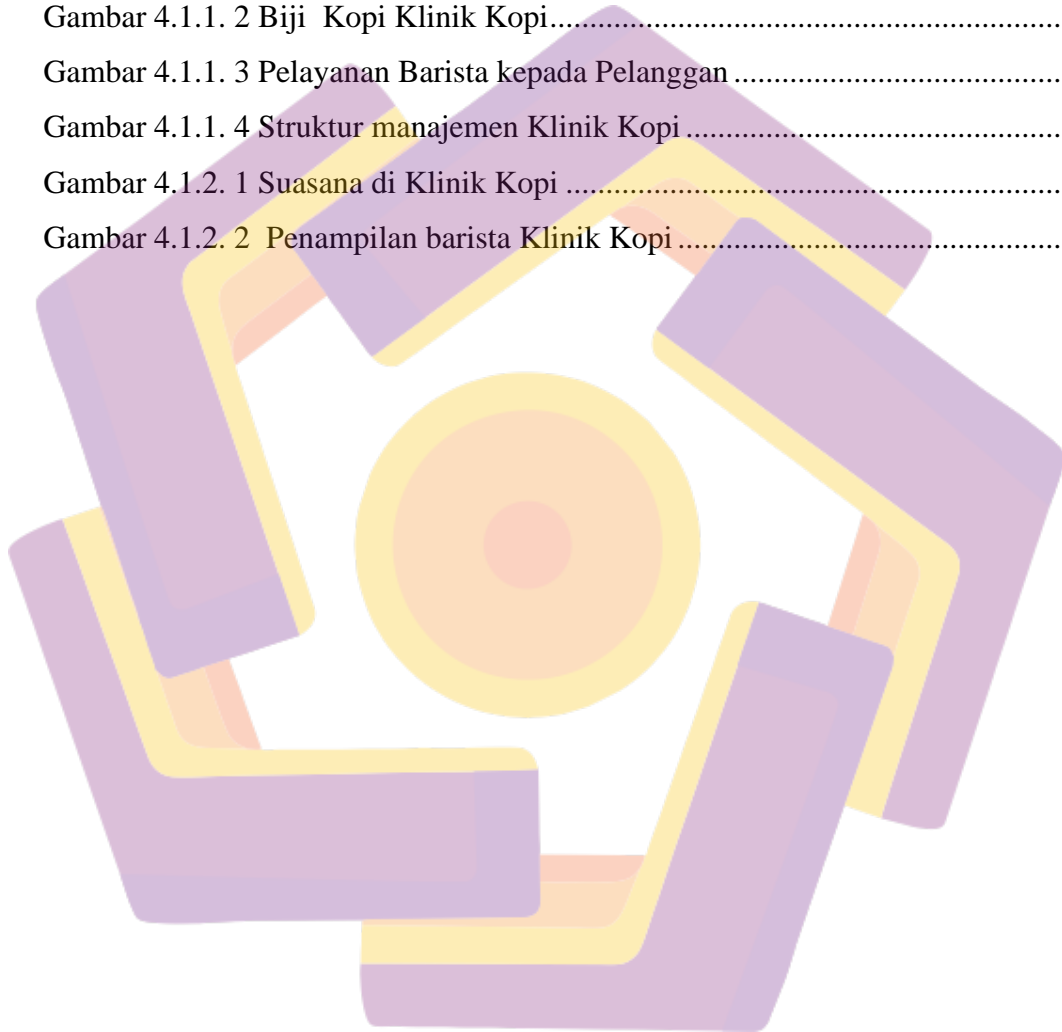 Gambar 4.1.1. 2 Biji  Kopi Klinik Kopi..........................................................................
Gambar 4.1.1. 3 Pelayanan Barista kepada Pelanggan ...............................................
Gambar 4.1.1. 4 Struktur manajemen Klinik Kopi ......................................................
Gambar 4.1.2. 1 Suasana di Klinik Kopi .......................................................................
Gambar 4.1.2. 2  Penampilan barista Klinik Kopi .......................................................